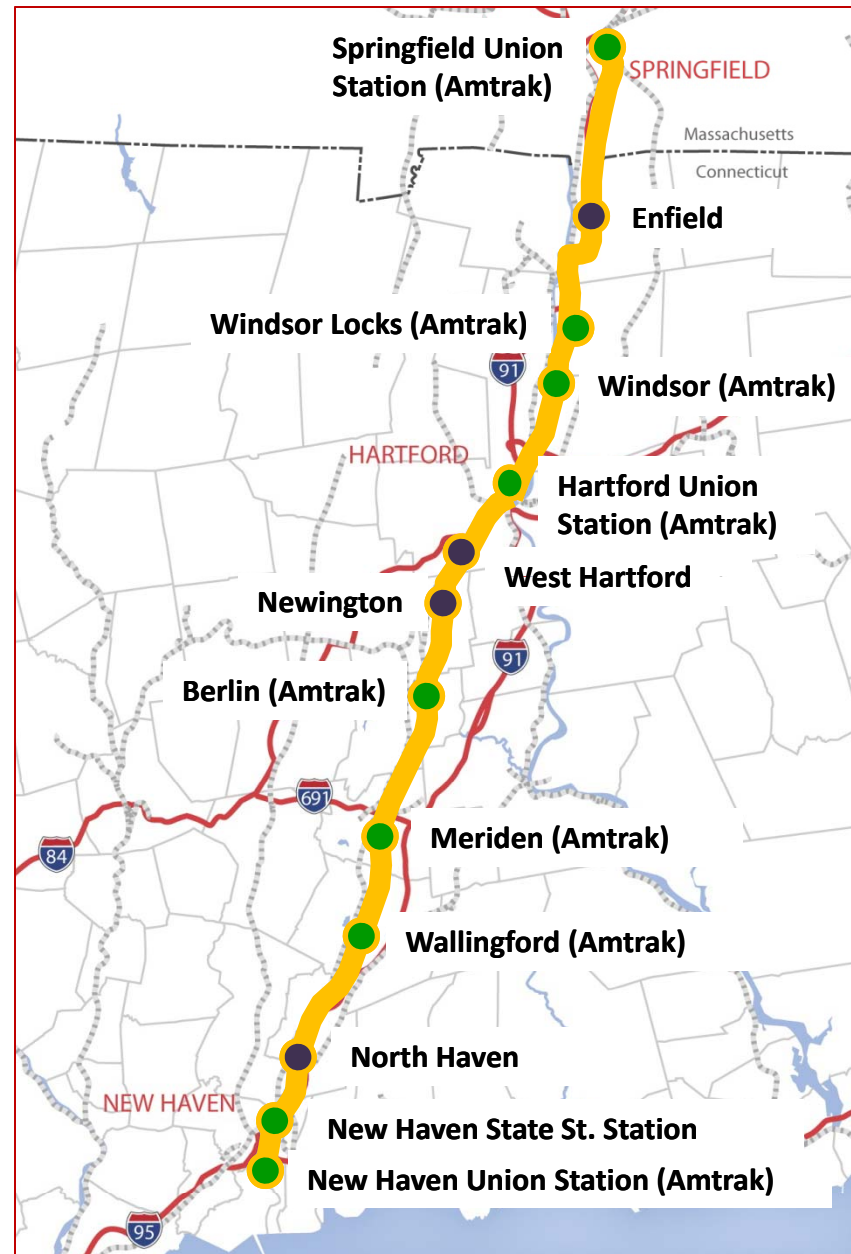 Springfield Union
Station (Amtrak)
SPRINGFIELD
Massachusetts
Connecticut
Enfield
Windsor Locks (Amtrak)
91
Windsor (Amtrak)
HARTFORD
Hartford Union
Station (Amtrak)
West Hartford
Newington
91
Berlin (Amtrak)
691
Meriden (Amtrak)
84
Wallingford (Amtrak)
North Haven
NEW HAVEN
New Haven State St. Station
New Haven Union Station (Amtrak)
95